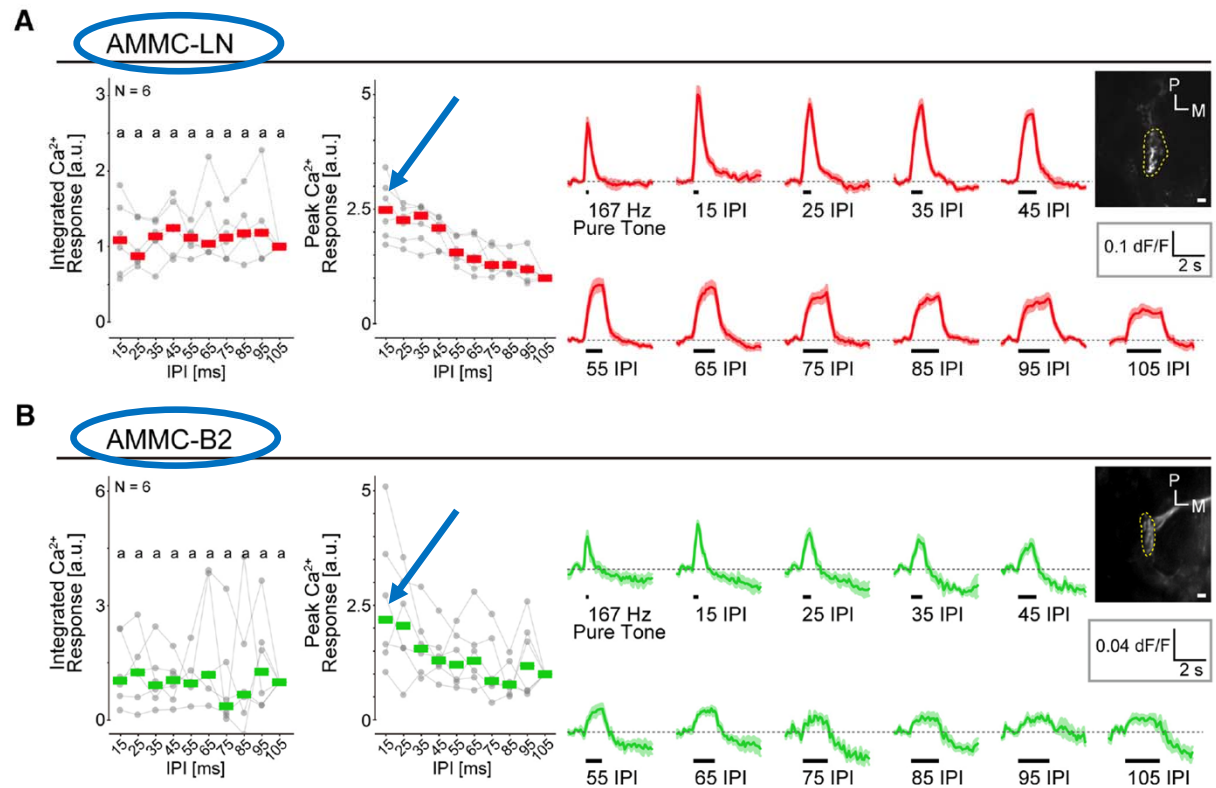 A
AMMC-LN
Integrated Ca²⁺
Response [a.u.]
3
2
1
0
N = 6
a a a a a a a a a a
15 25 35 45 55 65 75 85 95 105
IPI [ms]
Peak Ca²⁺
Response [a.u.]
5
2.5
0
15 25 35 45 55 65 75 85 95 105
IPI [ms]
167 Hz
Pure Tone
15 IPI
25 IPI
35 IPI
45 IPI
55 IPI
65 IPI
75 IPI
85 IPI
95 IPI
105 IPI
P
M
0.1 dF/F
2 s
B
AMMC-B2
Integrated Ca²⁺
Response [a.u.]
6
3
0
N = 6
a a a a a a a a a a
15 25 35 45 55 65 75 85 95 105
IPI [ms]
Peak Ca²⁺
Response [a.u.]
5
2.5
0
15 25 35 45 55 65 75 85 95 105
IPI [ms]
167 Hz
Pure Tone
15 IPI
25 IPI
35 IPI
45 IPI
55 IPI
65 IPI
75 IPI
85 IPI
95 IPI
105 IPI
P
M
0.04 dF/F
2 s